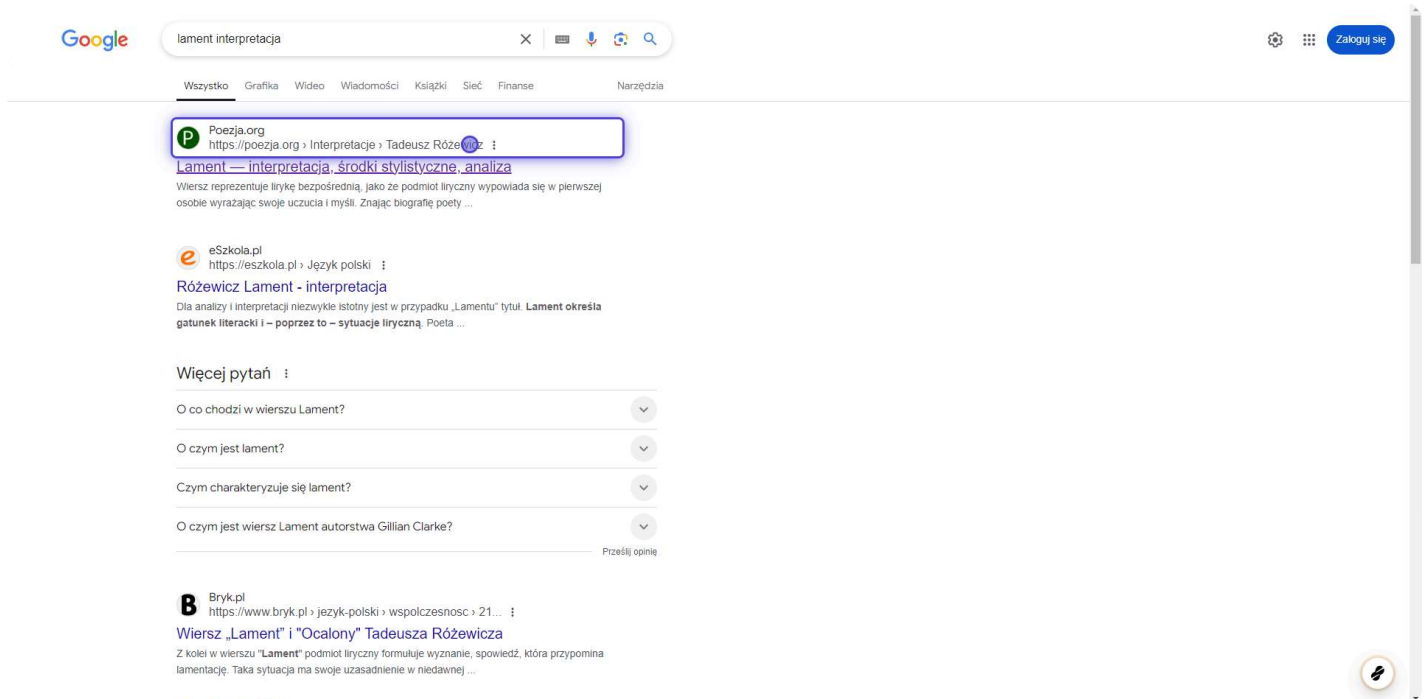 Google
lament interpretacja
Zaloguj się
Wszystko Grafika Wideo Wiadomości Książki Sieć Finanse Narzędzia
P
Poezja.org
https://poezja.org › Interpretacje › Tadeusz Różewicz
Lament — interpretacja, środki stylistyczne, analiza
Wiersz reprezentuje lirykę bezpośrednią, jako że podmiot liryczny wypowiada się w pierwszej
osobie wyrażając swoje uczucia i myśli. Znając biografię poety ...
e
eSzkola.pl
https://eszkola.pl › Język polski
Różewicz Lament - interpretacja
Dla analizy i interpretacji niezwykle istotny jest w przypadku „Lamentu” tytuł. Lament określa
gatunek literacki i – poprzez to – sytuacje liryczną. Poeta ...
Więcej pytań
O co chodzi w wierszu Lament?
O czym jest lament?
Czym charakteryzuje się lament?
O czym jest wiersz Lament autorstwa Gillian Clarke?
Prześlij opinię
B
Bryk.pl
https://www.bryk.pl › jezyk-polski › wspolczesnosc › 21...
Wiersz „Lament” i "Ocalony" Tadeusza Różewicza
Z kolei w wierszu "Lament" podmiot liryczny formułuje wyznanie, spowiedź, która przypomina
lamentację. Taka sytuacja ma swoje uzasadnienie w niedawnej ...